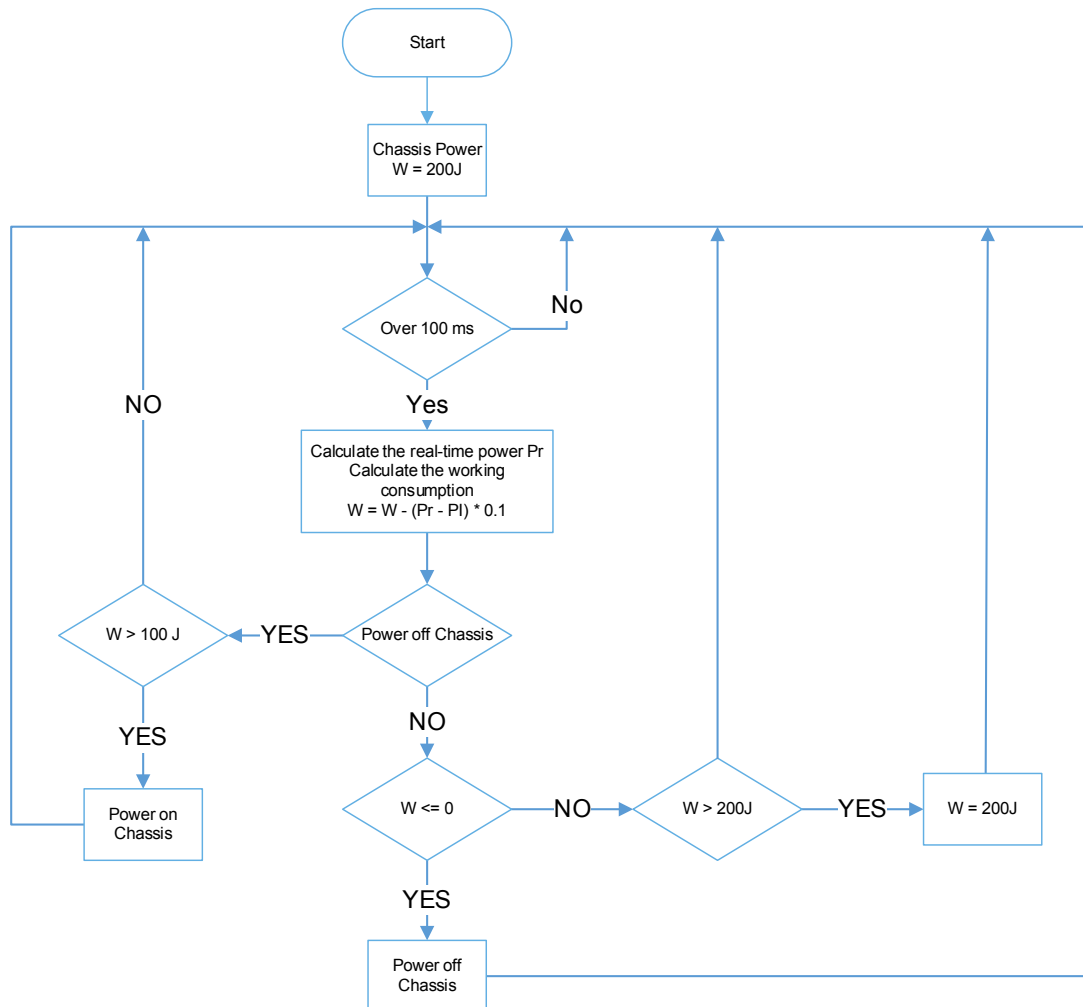 Start
Chassis Power
W = 200J
Over 100 ms
No
Yes
Calculate the real-time power Pr
Calculate the working
consumption
W = W - (Pr - Pl) * 0.1
Power off Chassis
YES
W > 100 J
NO
YES
Power on
Chassis
NO
W <= 0
NO
W > 200J
YES
W = 200J
YES
Power off
Chassis